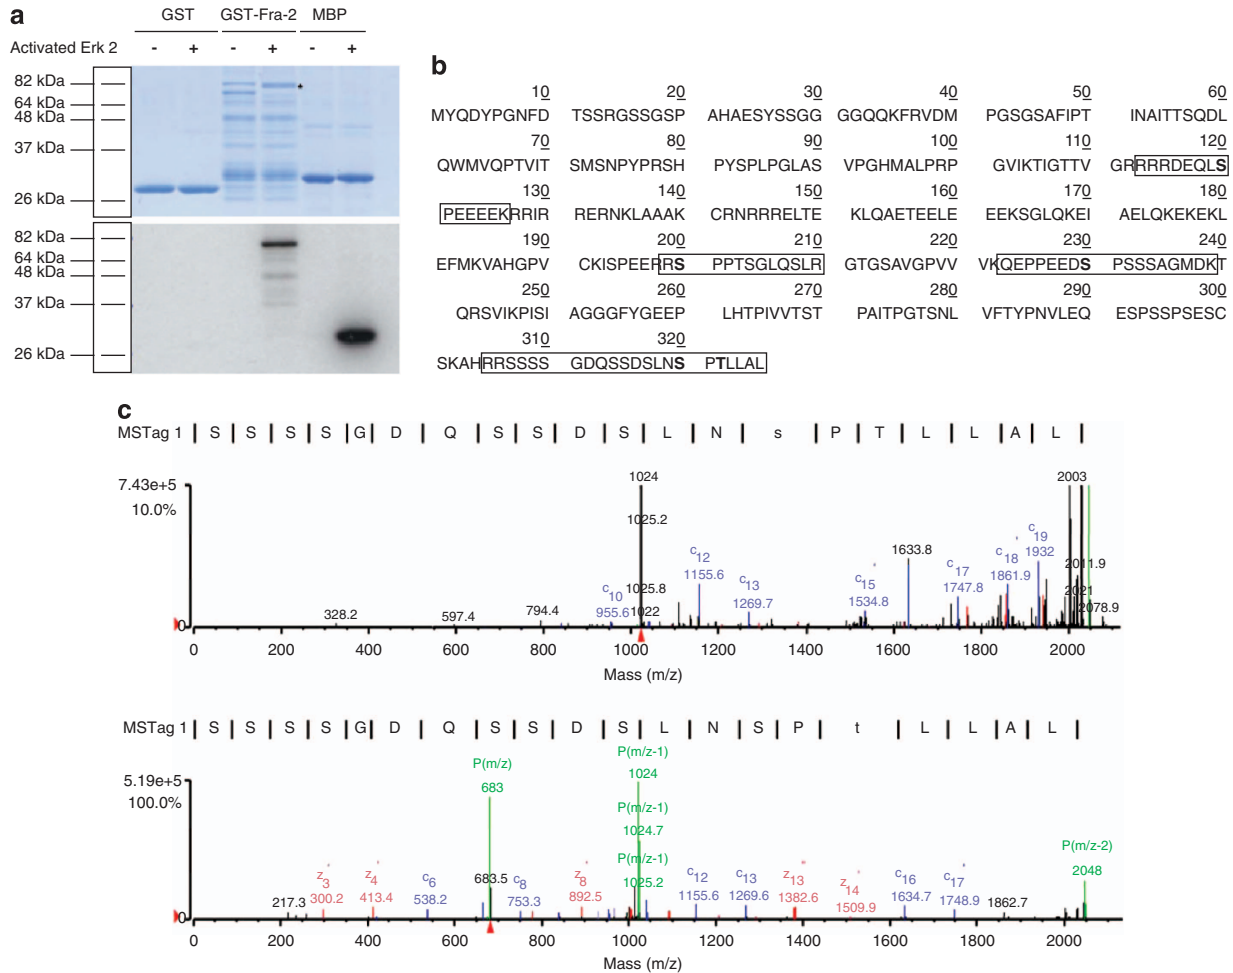 a
GST GST-Fra-2 MBP
Activated Erk 2 - + - + - +
82 kDa
64 kDa
48 kDa
37 kDa
26 kDa
*
82 kDa
64 kDa
48 kDa
37 kDa
26 kDa
b
10 20 30 40 50 60
MYQDYPGNFD TSSRGSSGSP AHAESYSSGG GGQQKFRVDM PGSGSAFIPT INAITTSQDL
70 80 90 100 110 120
QWMVQPTVIT SMSNPYPRSH PYSPLPGLAS VPGHMALPRP GVIKTIGTTV GRRRRDEQLS
130 140 150 160 170 180
PEEEEKRRIR RERNKLAAAK CRNRRRELTE KLQAETEELE EEKSGLQKEI AELQKEKEKL
190 200 210 220 230 240
EFMKVAHGPV CKISPEERRS PPTSGLQSLR GTGSAVGPVV VKQEPPEEDS PSSSAGMDKT
250 260 270 280 290 300
QRSVIKPISI AGGGFYGEEP LHTPIVVTST PAITPGTSNL VFTYPNVLEQ ESPSSPSESC
310 320
SKAHRRSSSS GDQSSDSLNS PTLLAL
c
MSTag 1 S S S S G D Q S S D S L N s P T L L A L
7.43e+5
10.0%
0
1024
1025.2
1025.8
1022
328.2
597.4
794.4
c10
955.6
c12
1155.6
c13
1269.7
c15
1534.8
1633.8
c17
1747.8
c18
1861.9
c19
1932
2003
2011.9
2021
2078.9
0 200 400 600 800 1000 1200 1400 1600 1800 2000
Mass (m/z)
MSTag 1 S S S S G D Q S S D S L N S P t L L A L
5.19e+5
100.0%
0
217.3
z3
300.2
z4
413.4
c6
538.2
P(m/z)
683
683.5
c8
753.3
z8
892.5
P(m/z-1)
1024
P(m/z-1)
1024.7
P(m/z-1)
1025.2
c12
1155.6
c13
1269.6
z13
1382.6
z14
1509.9
c16
1634.7
c17
1748.9
1862.7
P(m/z-2)
2048
0 200 400 600 800 1000 1200 1400 1600 1800 2000
Mass (m/z)